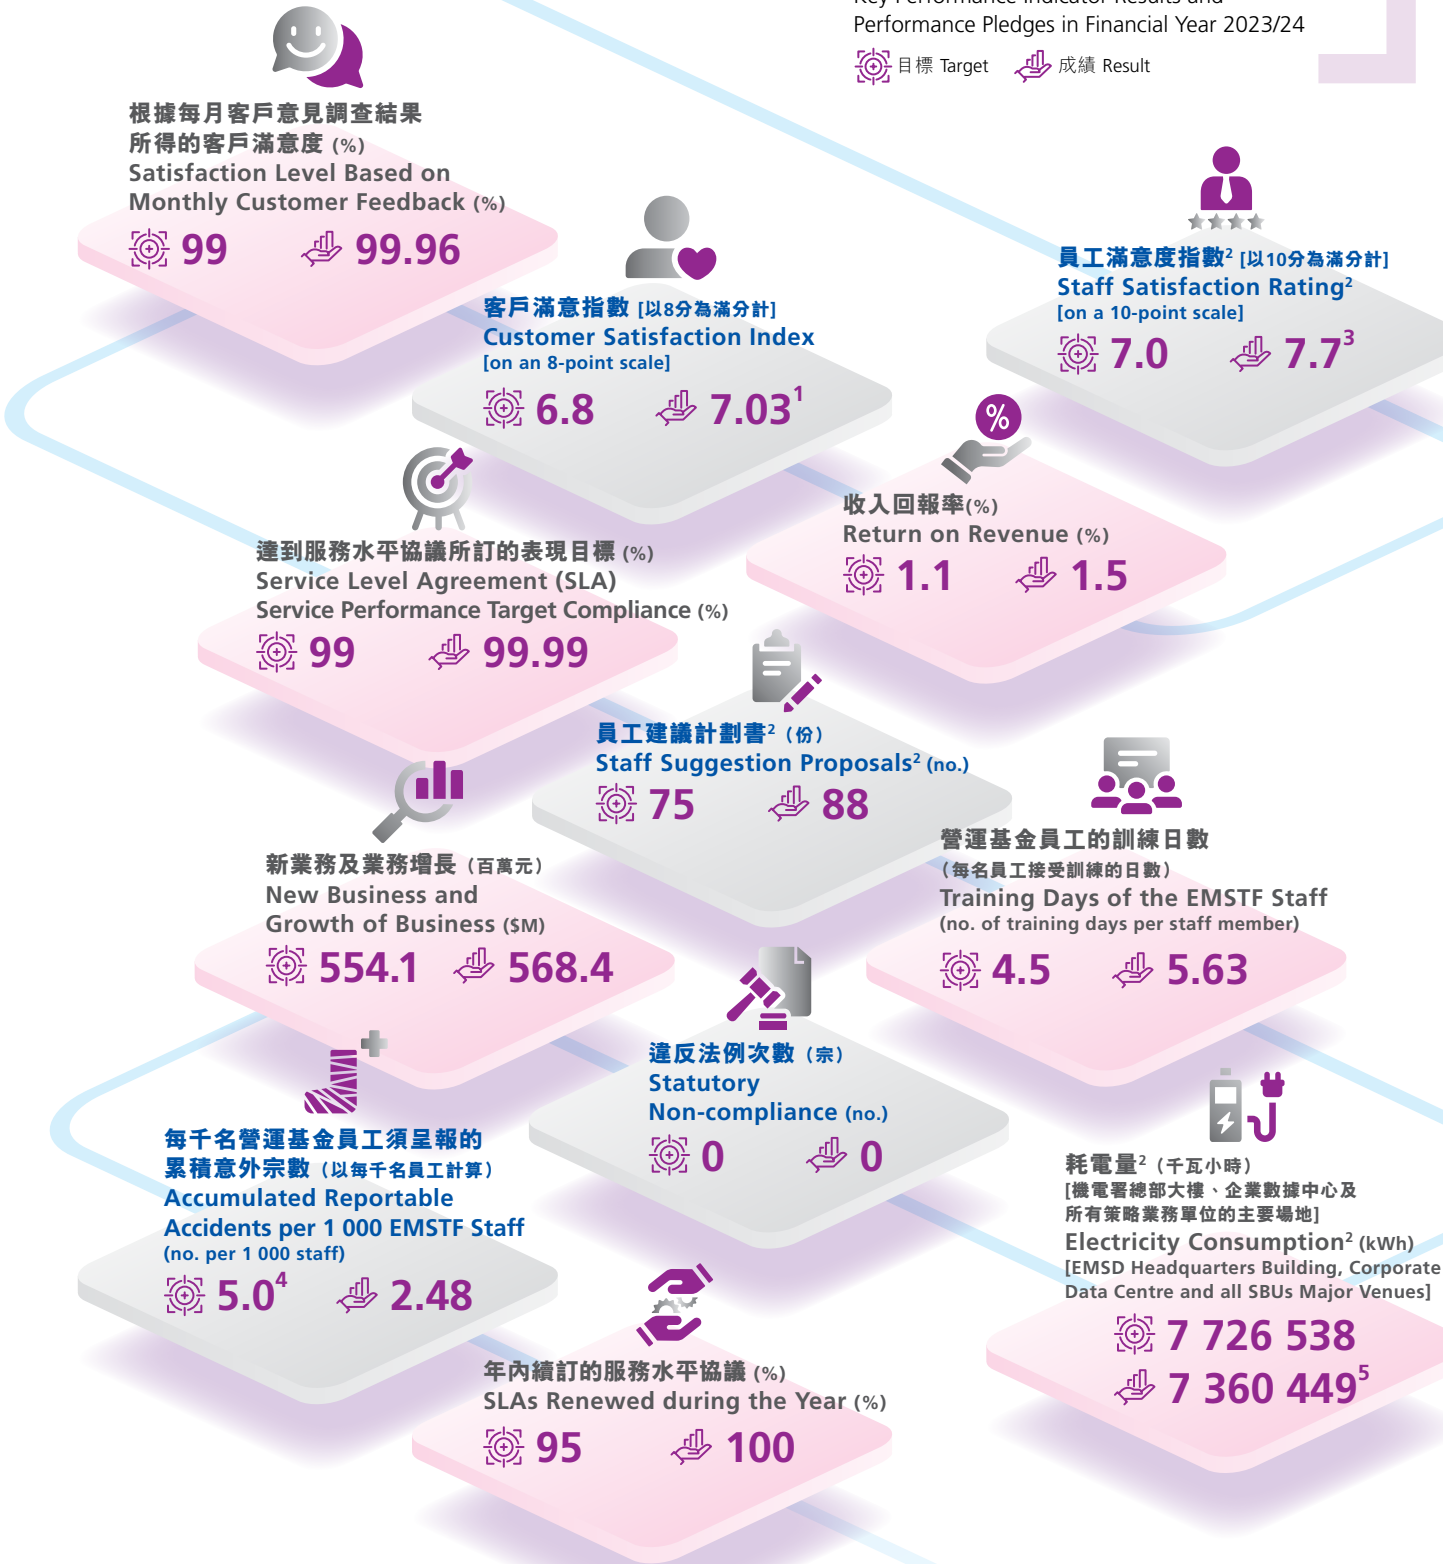 Key Performance Indicator Results and
Performance Pledges in Financial Year 2023/24
目標 Target 成績 Result
根據每月客戶意見調查結果
所得的客戶滿意度 (%)
Satisfaction Level Based on
Monthly Customer Feedback (%)
99 99.96
客戶滿意指數 [以8分為滿分計]
Customer Satisfaction Index
[on an 8-point scale]
6.8 7.03¹
員工滿意度指數² [以10分為滿分計]
Staff Satisfaction Rating²
[on a 10-point scale]
7.0 7.7³
收入回報率(%)
Return on Revenue (%)
1.1 1.5
達到服務水平協議所訂的表現目標 (%)
Service Level Agreement (SLA)
Service Performance Target Compliance (%)
99 99.99
員工建議計劃書² (份)
Staff Suggestion Proposals² (no.)
75 88
新業務及業務增長（百萬元）
New Business and
Growth of Business ($M)
554.1 568.4
營運基金員工的訓練日數
（每名員工接受訓練的日數）
Training Days of the EMSTF Staff
(no. of training days per staff member)
4.5 5.63
違反法例次數（宗）
Statutory
Non-compliance (no.)
0 0
每千名營運基金員工須呈報的
累積意外宗數（以每千名員工計算）
Accumulated Reportable
Accidents per 1 000 EMSTF Staff
(no. per 1 000 staff)
5.0⁴ 2.48
耗電量²（千瓦小時）
[機電署總部大樓、企業數據中心及
所有策略業務單位的主要場地]
Electricity Consumption² (kWh)
[EMSD Headquarters Building, Corporate
Data Centre and all SBUs Major Venues]
7 726 538
7 360 449⁵
年內續訂的服務水平協議 (%)
SLAs Renewed during the Year (%)
95 100